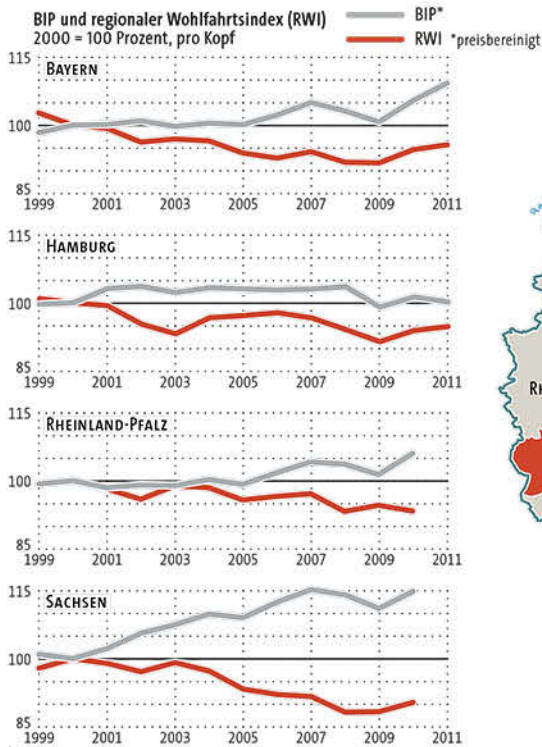 BIP und regionaler Wohlfahrtsindex (RWI)
2000 = 100 Prozent, pro Kopf
BIP*
RWI *preisbereinigt
115
BAYERN
100
85
1999 2001 2003 2005 2007 2009 2011
115
HAMBURG
100
85
1999 2001 2003 2005 2007 2009 2011
115
RHEINLAND-PFALZ
100
85
1999 2001 2003 2005 2007 2009 2011
115
SACHSEN
100
85
1999 2001 2003 2005 2007 2009 2011
RH